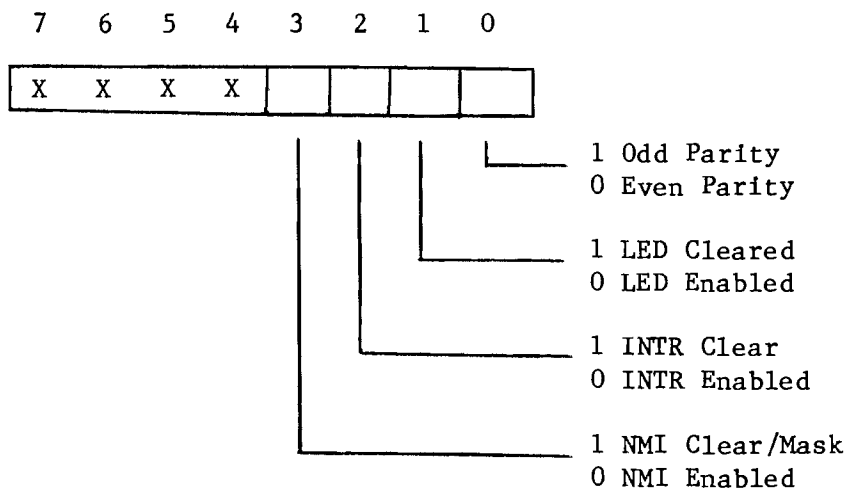 7 6 5 4 3 2 1 0
X X X X
1 Odd Parity
0 Even Parity
1 LED Cleared
0 LED Enabled
1 INTR Clear
0 INTR Enabled
1 NMI Clear/Mask
0 NMI Enabled